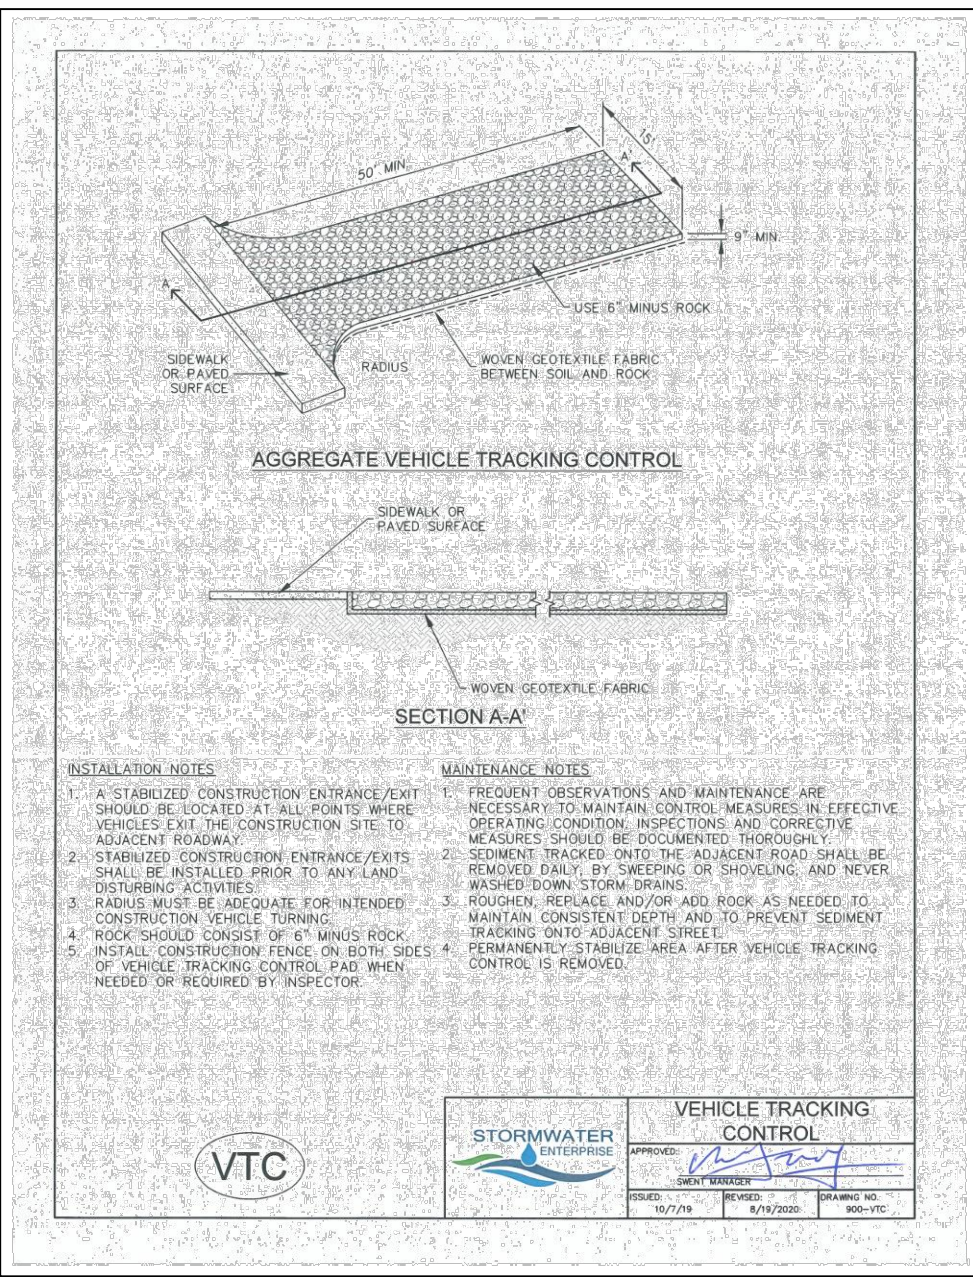 50' MIN.
15'
A'
9" MIN.
A
USE 6" MINUS ROCK
SIDEWALK
OR PAVED
SURFACE
RADIUS
WOVEN GEOTEXTILE FABRIC
BETWEEN SOIL AND ROCK
AGGREGATE VEHICLE TRACKING CONTROL
SIDEWALK OR
PAVED SURFACE
WOVEN GEOTEXTILE FABRIC
SECTION A-A'
INSTALLATION NOTES
1. A STABILIZED CONSTRUCTION ENTRANCE/EXIT
SHOULD BE LOCATED AT ALL POINTS WHERE
VEHICLES EXIT THE CONSTRUCTION SITE TO
ADJACENT ROADWAY.
2. STABILIZED CONSTRUCTION ENTRANCE/EXITS
SHALL BE INSTALLED PRIOR TO ANY LAND
DISTURBING ACTIVITIES.
3. RADIUS MUST BE ADEQUATE FOR INTENDED
CONSTRUCTION VEHICLE TURNING.
4. ROCK SHOULD CONSIST OF 6" MINUS ROCK.
5. INSTALL CONSTRUCTION FENCE ON BOTH SIDES
OF VEHICLE TRACKING CONTROL PAD WHEN
NEEDED OR REQUIRED BY INSPECTOR.
MAINTENANCE NOTES
1. FREQUENT OBSERVATIONS AND MAINTENANCE ARE
NECESSARY TO MAINTAIN CONTROL MEASURES IN EFFECTIVE
OPERATING CONDITION. INSPECTIONS AND CORRECTIVE
MEASURES SHOULD BE DOCUMENTED THOROUGHLY.
2. SEDIMENT TRACKED ONTO THE ADJACENT ROAD SHALL BE
REMOVED DAILY, BY SWEEPING OR SHOVELING, AND NEVER
WASHED DOWN STORM DRAINS.
3. ROUGHEN, REPLACE AND/OR ADD ROCK AS NEEDED TO
MAINTAIN CONSISTENT DEPTH AND TO PREVENT SEDIMENT
TRACKING ONTO ADJACENT STREET.
4. PERMANENTLY STABILIZE AREA AFTER VEHICLE TRACKING
CONTROL IS REMOVED.
VTC
STORMWATER
ENTERPRISE
VEHICLE TRACKING
CONTROL
APPROVED:
SWENT MANAGER
ISSUED:
10/7/19
REVISED:
8/19/2020
DRAWING NO.
900-VTC